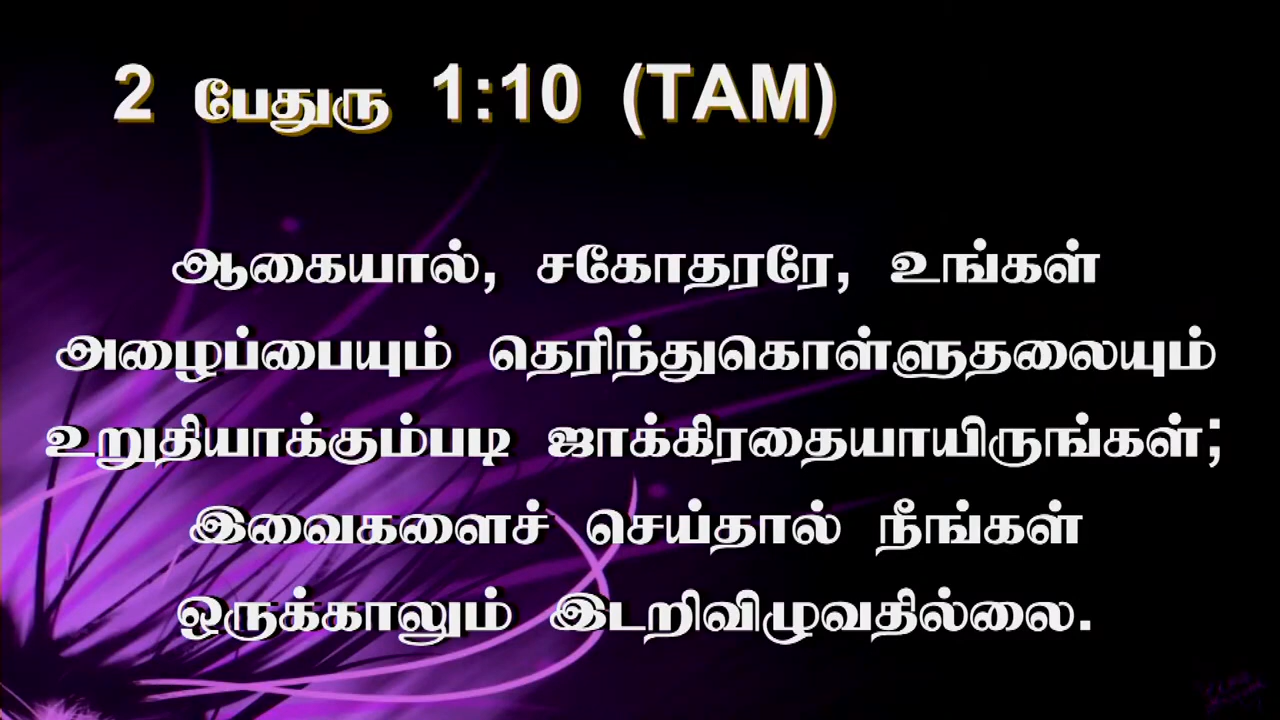 2 பேதுரு 1:10 (TAM)
ஆகையால், சகோதரரே, உங்கள்
அழைப்பையும் தெரிந்துகொள்ளுதலையும்
உறுதியாக்கும்படி ஜாக்கிரதையாயிருங்கள்;
இவைகளைச் செய்தால் நீங்கள்
ஒருக்காலும் இடறிவிழுவதில்லை.